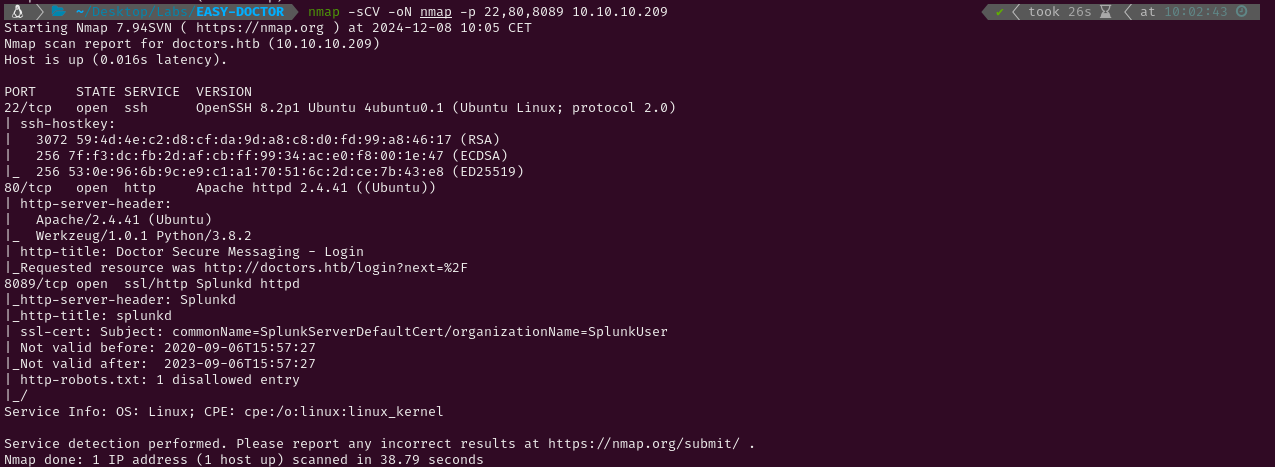 ~/Desktop/Labs/EASY-DOCTOR nmap -sCV -oN nmap -p 22,80,8089 10.10.10.209 ✔ took 26s at 10:02:43
Starting Nmap 7.94SVN ( https://nmap.org ) at 2024-12-08 10:05 CET
Nmap scan report for doctors.htb (10.10.10.209)
Host is up (0.016s latency).
PORT     STATE SERVICE  VERSION
22/tcp   open  ssh      OpenSSH 8.2p1 Ubuntu 4ubuntu0.1 (Ubuntu Linux; protocol 2.0)
| ssh-hostkey:
|   3072 59:4d:4e:c2:d8:cf:da:9d:a8:c8:d0:fd:99:a8:46:17 (RSA)
|   256 7f:f3:dc:fb:2d:af:cb:ff:99:34:ac:e0:f8:00:1e:47 (ECDSA)
|_  256 53:0e:96:6b:9c:e9:c1:a1:70:51:6c:2d:ce:7b:43:e8 (ED25519)
80/tcp   open  http     Apache httpd 2.4.41 ((Ubuntu))
| http-server-header:
|   Apache/2.4.41 (Ubuntu)
|_  Werkzeug/1.0.1 Python/3.8.2
| http-title: Doctor Secure Messaging - Login
|_Requested resource was http://doctors.htb/login?next=%2F
8089/tcp open  ssl/http Splunkd httpd
|_http-server-header: Splunkd
|_http-title: splunkd
| ssl-cert: Subject: commonName=SplunkServerDefaultCert/organizationName=SplunkUser
| Not valid before: 2020-09-06T15:57:27
|_Not valid after:  2023-09-06T15:57:27
| http-robots.txt: 1 disallowed entry
|_/
Service Info: OS: Linux; CPE: cpe:/o:linux:linux_kernel
Service detection performed. Please report any incorrect results at https://nmap.org/submit/ .
Nmap done: 1 IP address (1 host up) scanned in 38.79 seconds